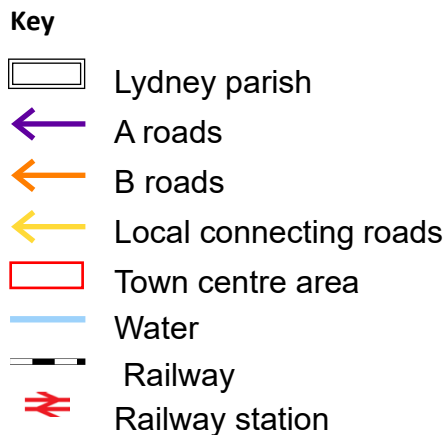 Key
Lydney parish
A roads
B roads
Local connecting roads
Town centre area
Water
Railway
Railway station